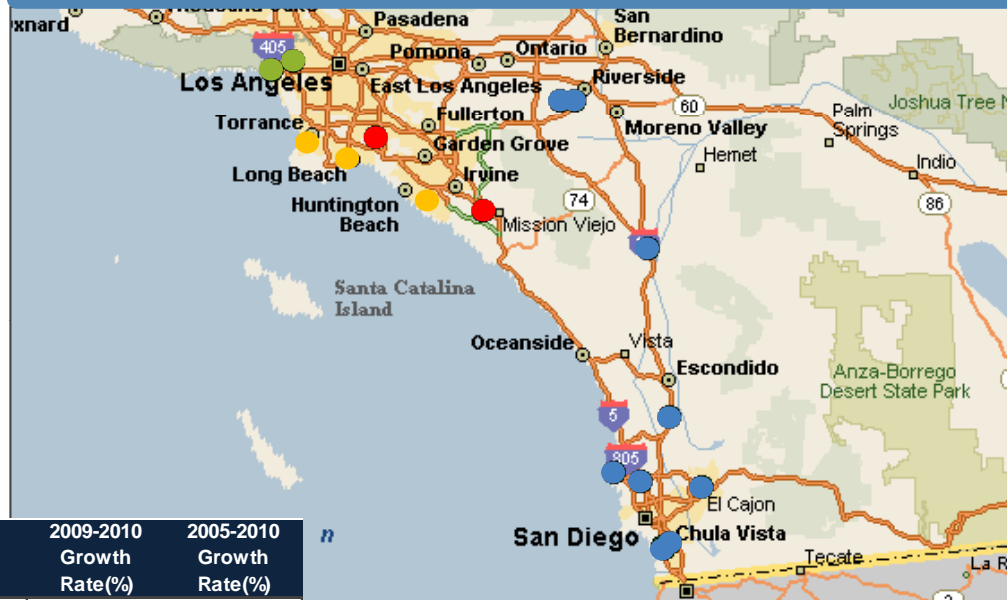 San
Bernardino
Pasadena
405
Pomona
Ontario
Los Angeles
East Los Angeles
Riverside
60
Joshua Tree
Palm
Springs
Torrance
Fullerton
Moreno Valley
Garden Grove
Hemet
Indio
Long Beach
Irvine
86
Huntington
Beach
74
Mission Viejo
Santa Catalina
Island
Oceanside
Vista
Escondido
Anza-Borrego
Desert State Park
5
805
El Cajon
San Diego
Chula Vista
Tecate
2009-2010
Growth
Rate(%)
2005-2010
Growth
Rate(%)